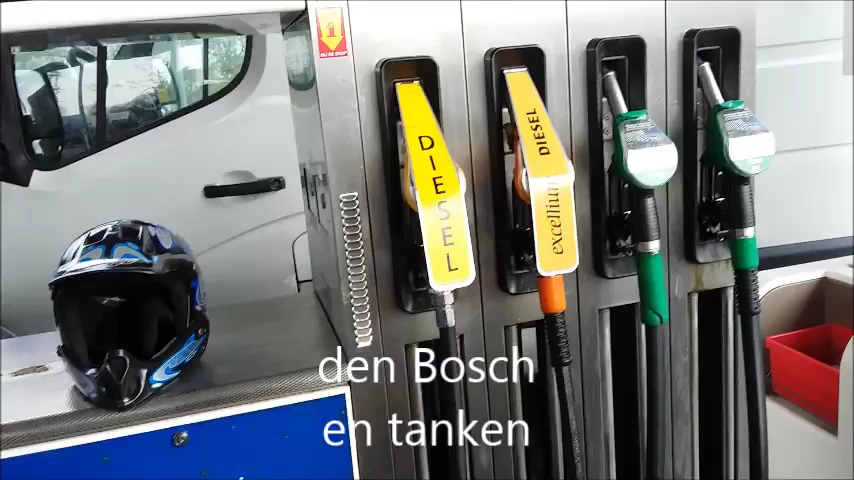 DIESEL
DIESEL
excellium
den Bosch
en tanken